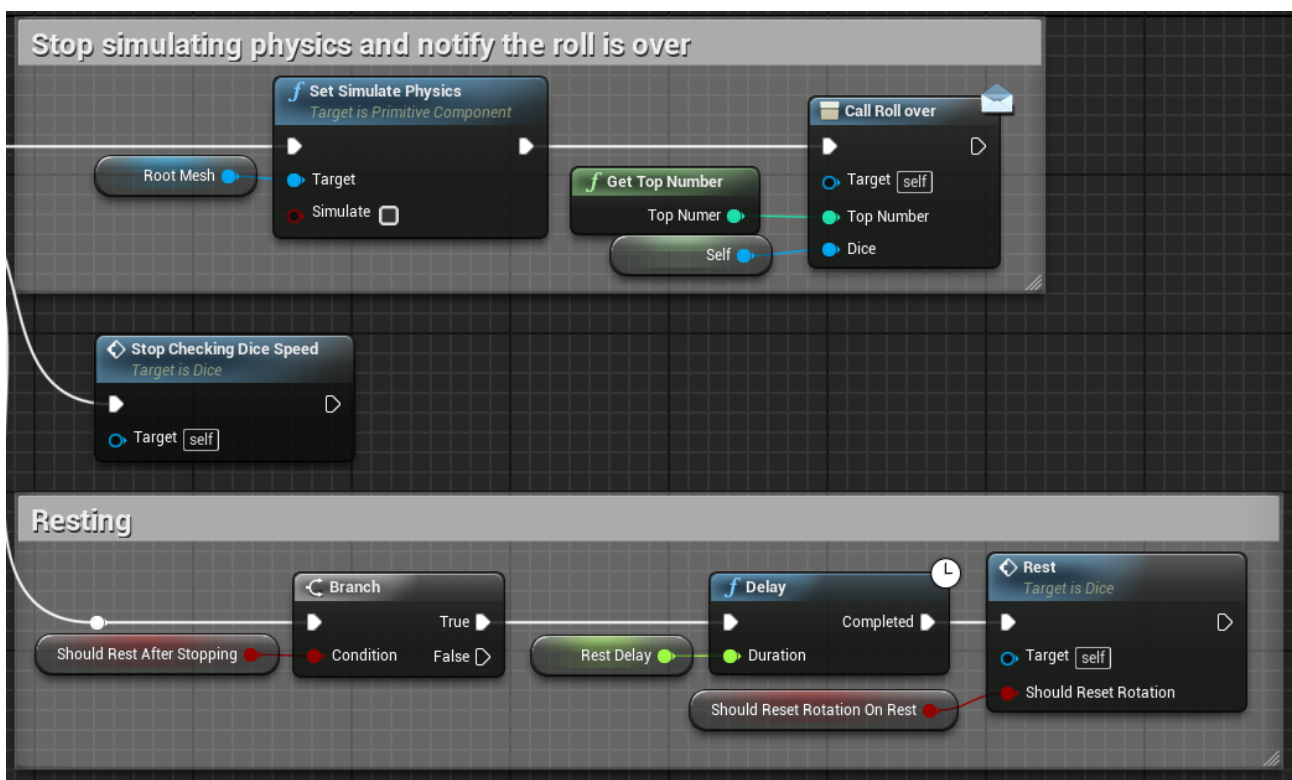 Stop simulating physics and notify the roll is over
Set Simulate Physics
Target is Primitive Component
Root Mesh
Target
Simulate
Get Top Number
Top Numer
Self
Call Roll over
Target self
Top Number
Dice
Stop Checking Dice Speed
Target is Dice
Target self
Resting
Should Rest After Stopping
Branch
True
Condition False
Rest Delay
Delay
Completed
Duration
Should Reset Rotation On Rest
Rest
Target is Dice
Target self
Should Reset Rotation